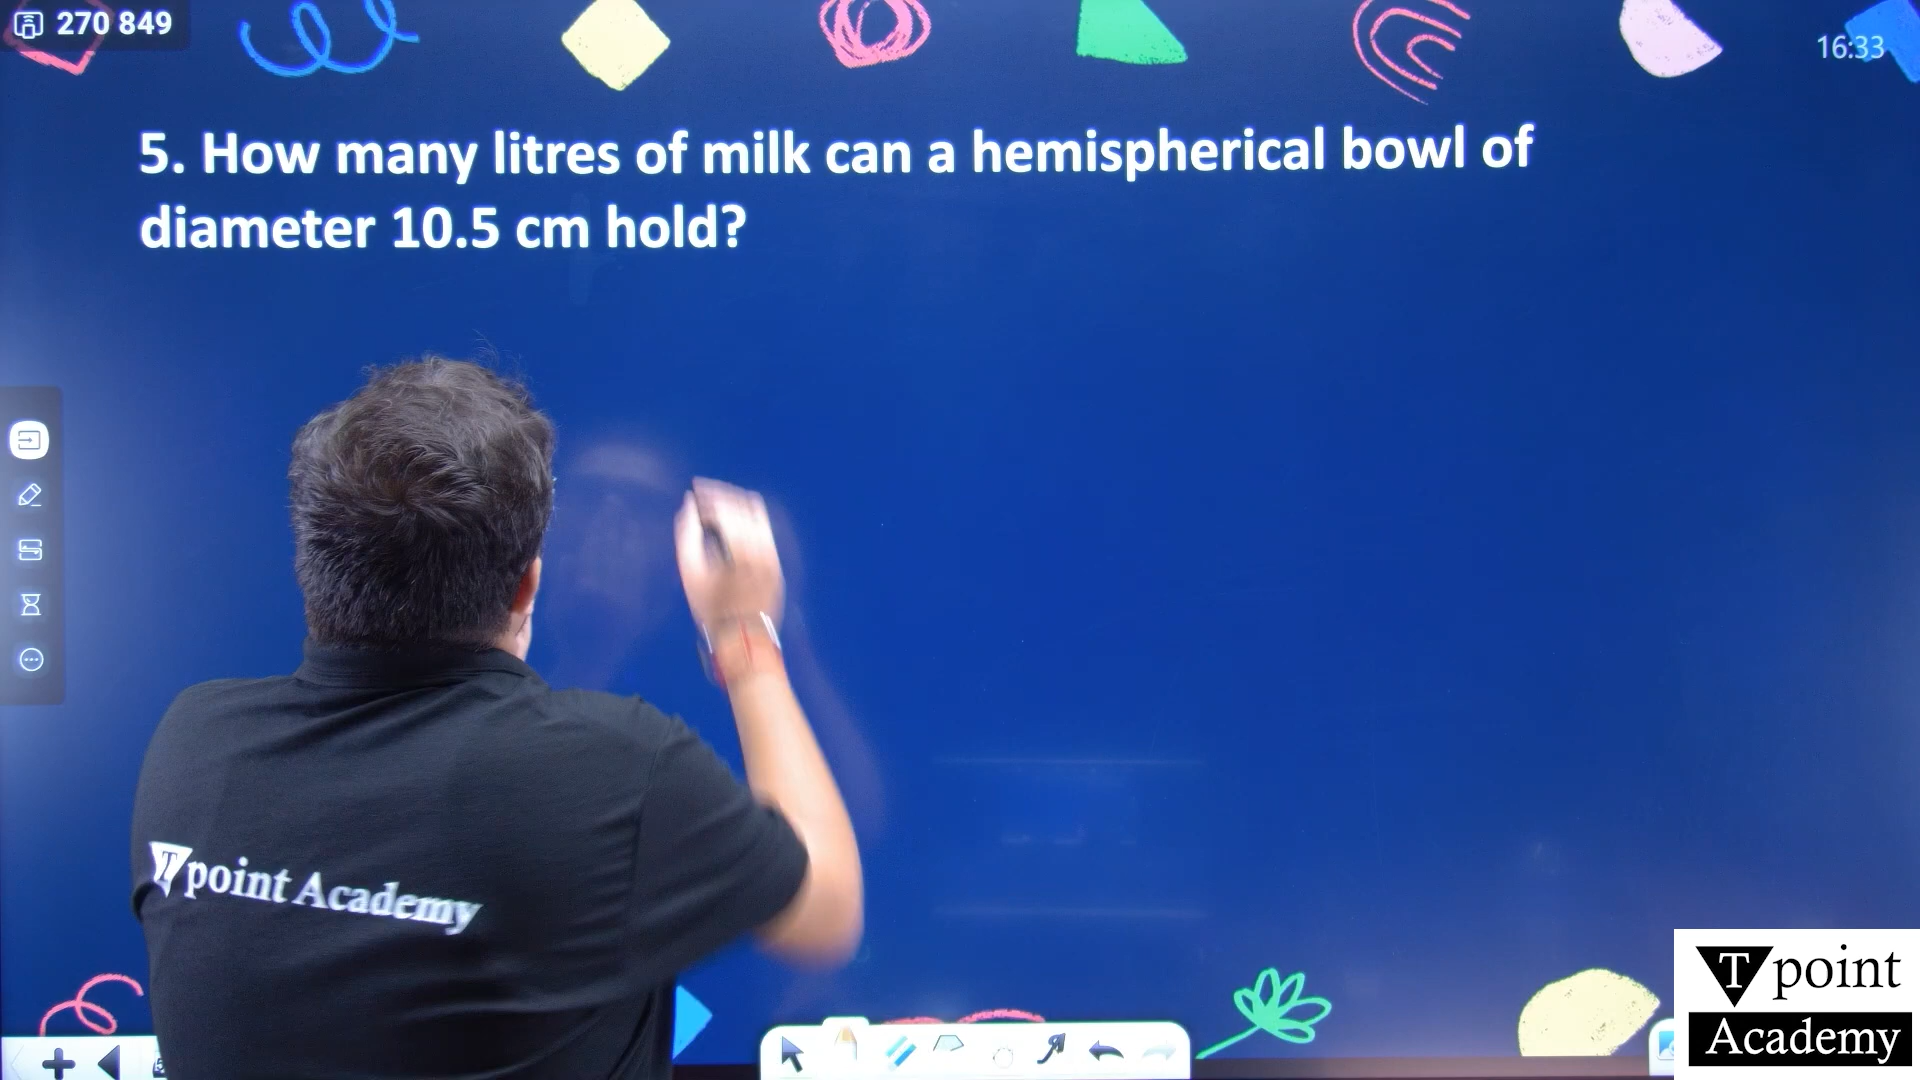 270 849
16:33
5. How many litres of milk can a hemispherical bowl of
diameter 10.5 cm hold?
T point Academy
T point
Academy